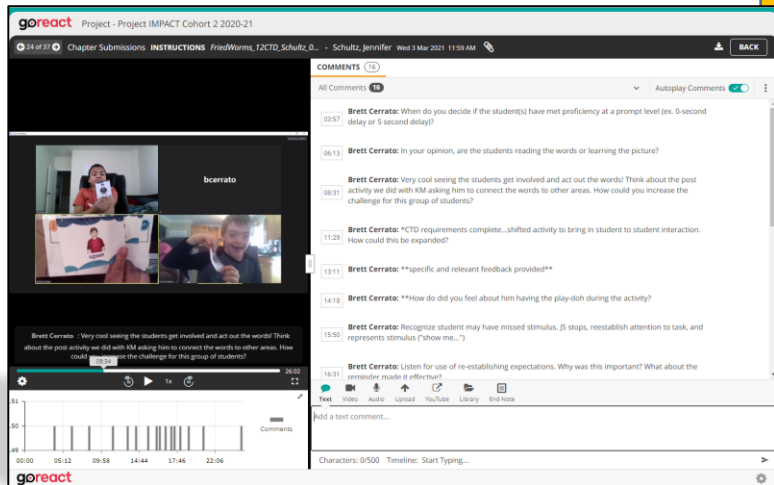 goreact Project - Project IMPACT Cohort 2 2020-21
24 of 37 Chapter Submissions INSTRUCTIONS FriedWorms_12CTD_Schultz_0... - Schultz, Jennifer Wed 3 Mar 2021 11:59 AM BACK
COMMENTS (16)
All Comments 16 Autoplay Comments
03:57 Brett Cerrato: When do you decide if the student(s) have met proficiency at a prompt level (ex. 0-second
delay or 5 second delay)?
06:13 Brett Cerrato: In your opinion, are the students reading the words or learning the picture?
08:31 Brett Cerrato: Very cool seeing the students get involved and act out the words! Think about the post
activity we did with KM asking him to connect the words to other areas. How could you increase the
challenge for this group of students?
11:29 Brett Cerrato: *CTD requirements complete...shifted activity to bring in student to student interaction.
How could this be expanded?
13:11 Brett Cerrato: **specific and relevant feedback provided**
14:18 Brett Cerrato: **How do did you feel about him having the play-doh during the activity?
15:50 Brett Cerrato: Recognize student may have missed stimulus. JS stops, reestablish attention to task, and
represents stimulus ("show me...")
16:31 Brett Cerrato: Listen for use of re-establishing expectations. Why was this important? What about the
reminder made it effective?
bcerrato
Brett Cerrato : Very cool seeing the students get involved and act out the words! Think
about the post activity we did with KM asking him to connect the words to other areas. How
could you increase the challenge for this group of students?
08:34
26:02
1x
Text Video Audio Upload YouTube Library End Note
Add a text comment...
Characters: 0/500 Timeline: Start Typing...
.51
.50
.49
Comments
00:00 05:12 09:58 14:44 17:46 22:06
goreact